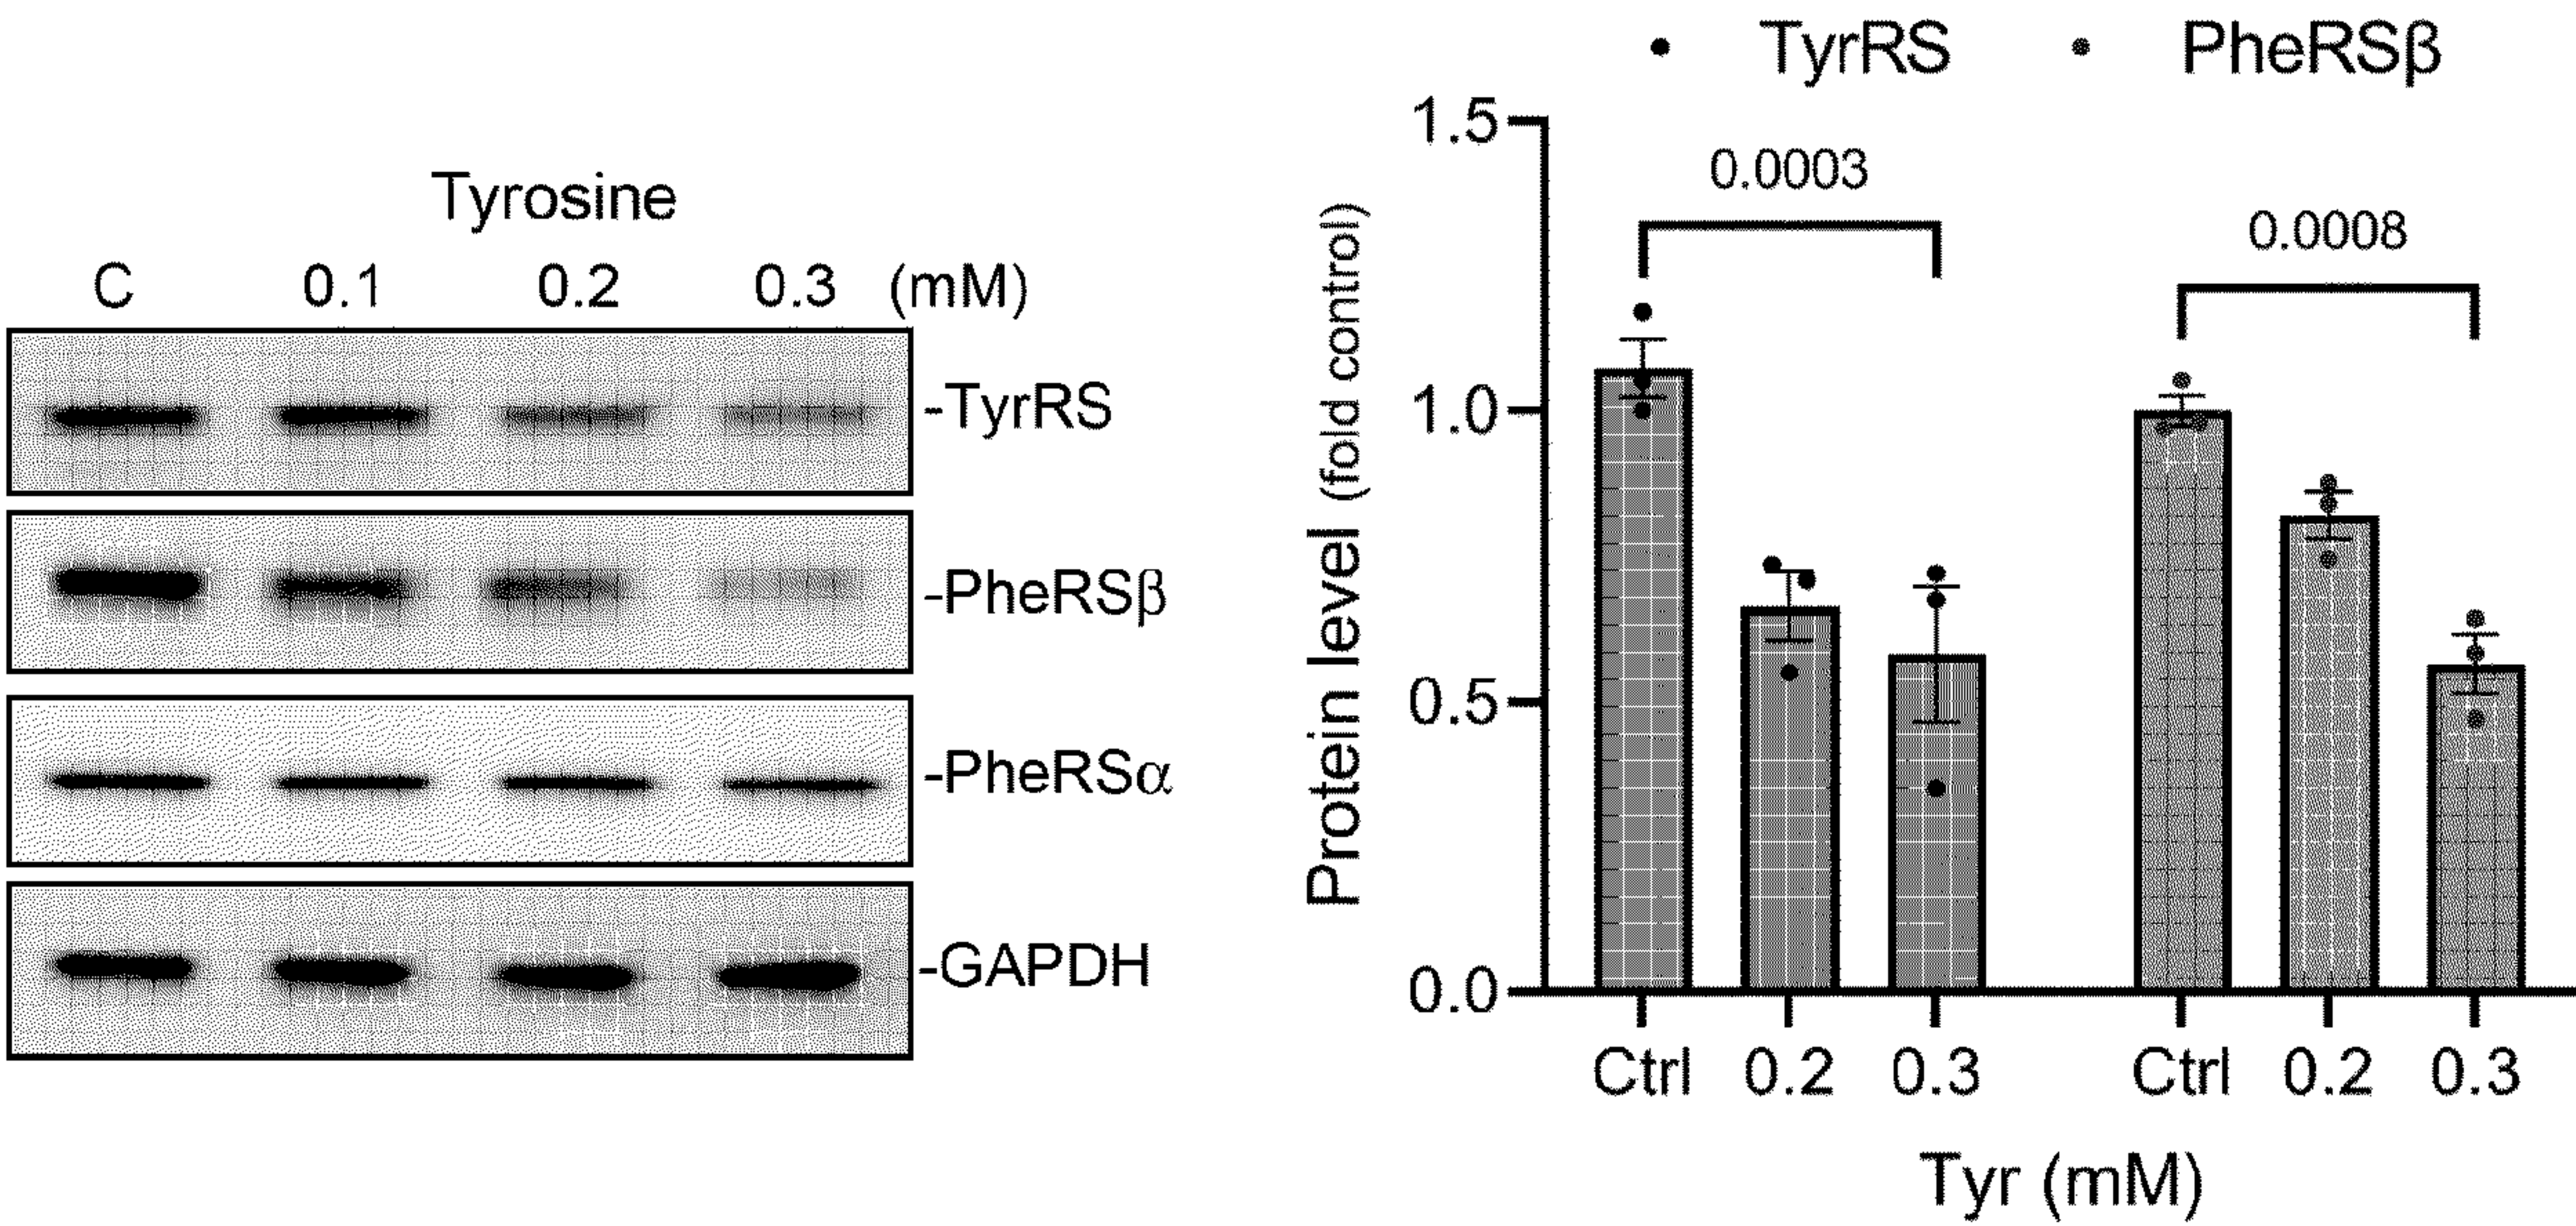 Tyrosine
C 0.1 0.2 0.3 (mM)
-TyrRS
-PheRSβ
-PheRSα
-GAPDH
• TyrRS • PheRSβ
Protein level (fold control)
1.5
1.0
0.5
0.0
0.0003
0.0008
Ctrl 0.2 0.3 Ctrl 0.2 0.3
Tyr (mM)